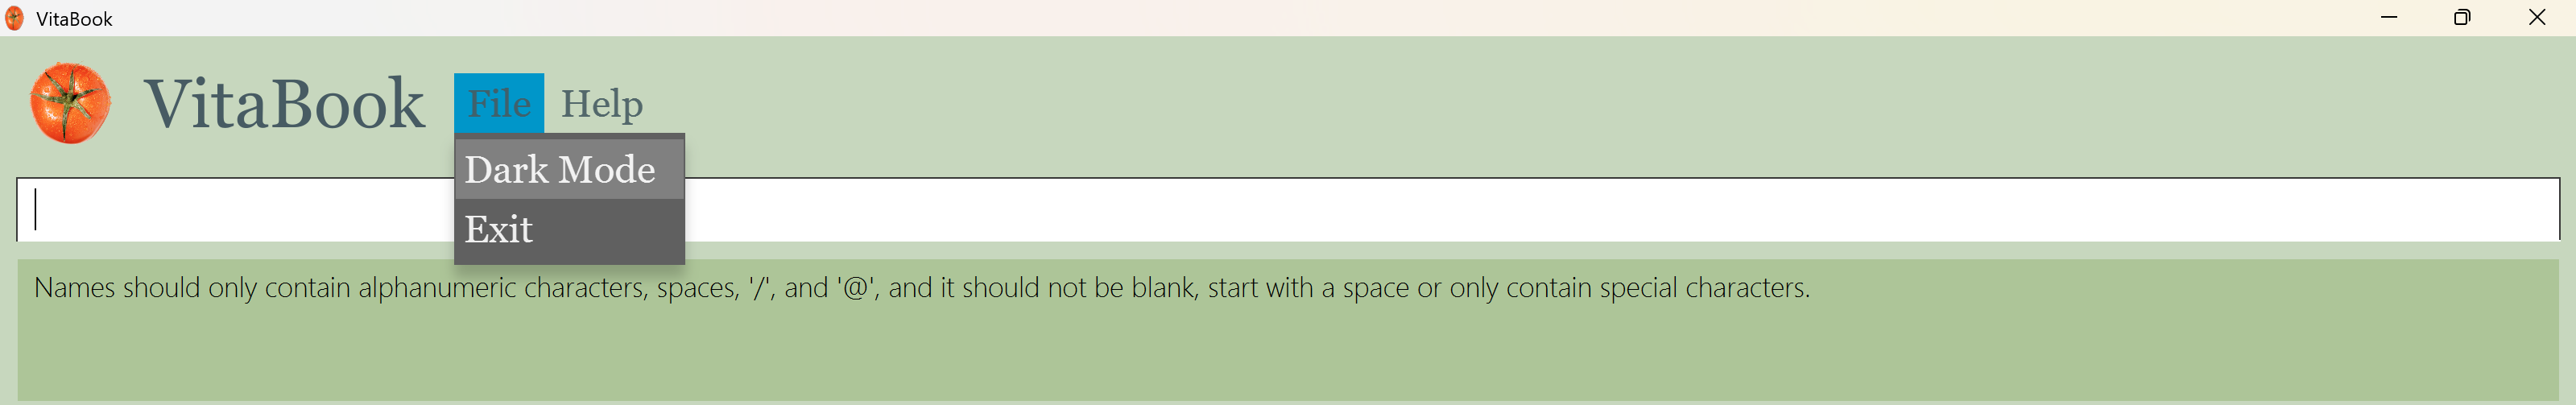 VitaBook
VitaBook File Help
Dark Mode
Exit
Names should only contain alphanumeric characters, spaces, '/', and '@', and it should not be blank, start with a space or only contain special characters.